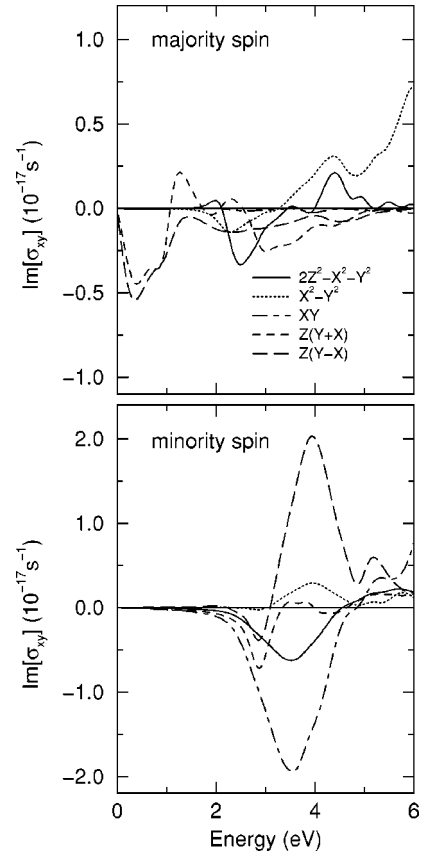 majority spin
1.0
0.5
0.0
−0.5
−1.0
Im[σxy] (10⁻¹⁷s⁻¹)
2Z²−X²−Y²
X²−Y²
XY
Z(Y+X)
Z(Y−X)
minority spin
2.0
1.0
0.0
−1.0
−2.0
Im[σxy] (10⁻¹⁷s⁻¹)
0 2 4 6
Energy (eV)